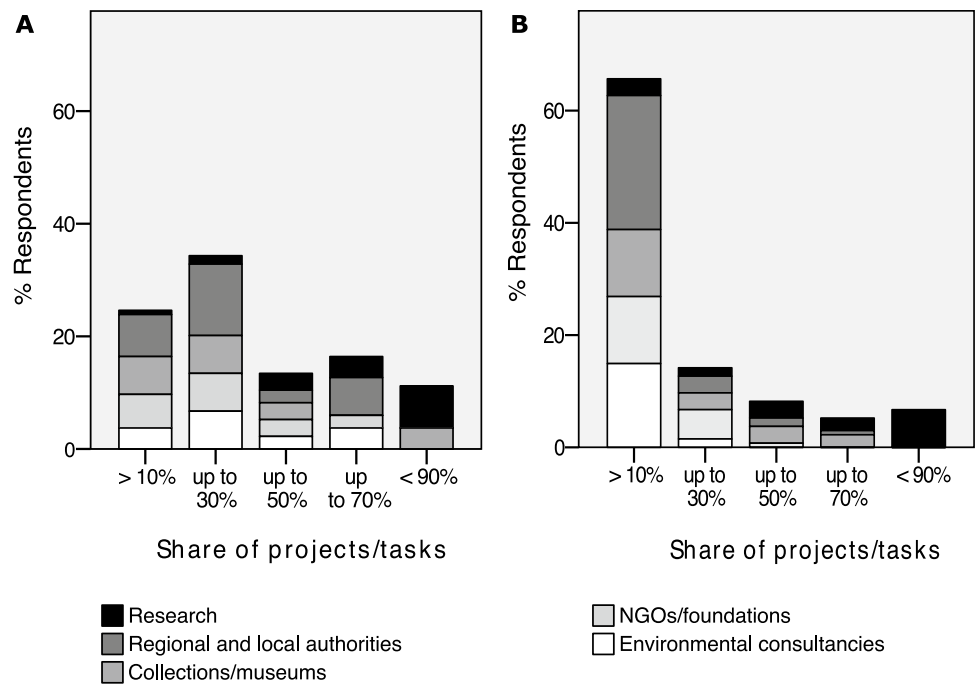 A
% Respondents
60
40
20
0
> 10%
up to
30%
up to
50%
up
to 70%
< 90%
Share of projects/tasks
B
% Respondents
60
40
20
0
> 10%
up to
30%
up to
50%
up to
70%
< 90%
Share of projects/tasks
Research
Regional and local authorities
Collections/museums
NGOs/foundations
Environmental consultancies